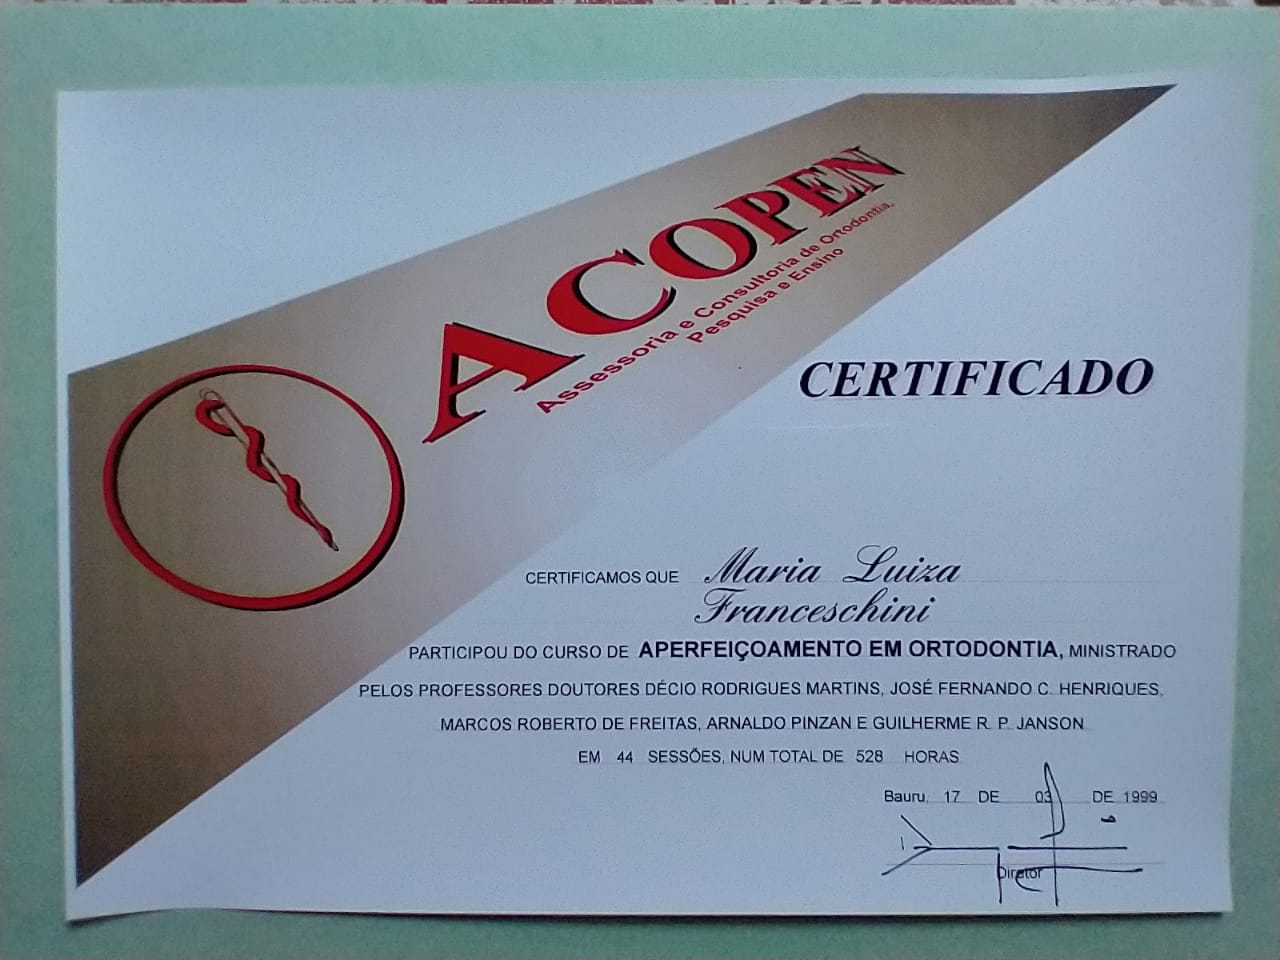 ACOPEN
Assessoria e Consultoria de Ortodontia,
Pesquisa e Ensino
CERTIFICADO
CERTIFICAMOS QUE Maria Luiza
Franceschini
PARTICIPOU DO CURSO DE APERFEIÇOAMENTO EM ORTODONTIA, MINISTRADO
PELOS PROFESSORES DOUTORES DÉCIO RODRIGUES MARTINS, JOSÉ FERNANDO C. HENRIQUES,
MARCOS ROBERTO DE FREITAS, ARNALDO PINZAN E GUILHERME R. P. JANSON
EM 44 SESSÕES, NUM TOTAL DE 528 HORAS
Bauru, 17 DE 03 DE 1999
Diretor